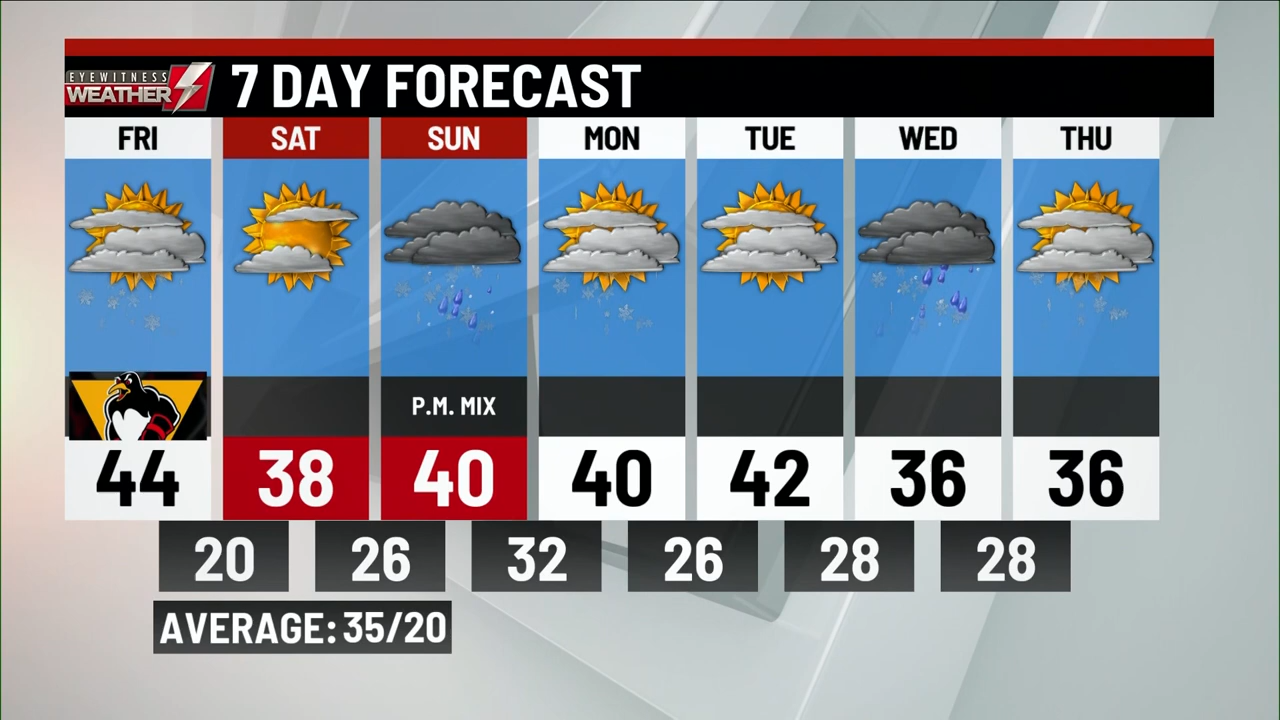 EYEWITNESS
WEATHER
7 DAY FORECAST
FRI SAT SUN MON TUE WED THU
P.M. MIX
44 38 40 40 42 36 36
20 26 32 26 28 28
AVERAGE: 35/20